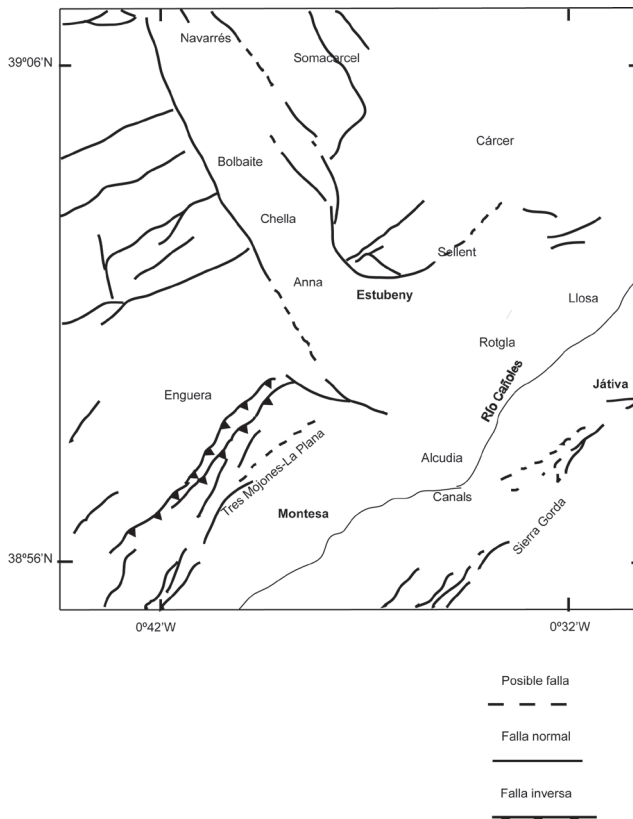 Navarrés
Somacarcel
39º06'N
Cárcer
Bolbaite
Chella
Sellent
Anna
Estubeny
Llosa
Rotgla
Río Cañoles
Játiva
Enguera
Tres Mojones-La Plana
Alcudia
Canals
Montesa
Sierra Gorda
38º56'N
0º42'W
0º32'W
Posible falla
Falla normal
Falla inversa